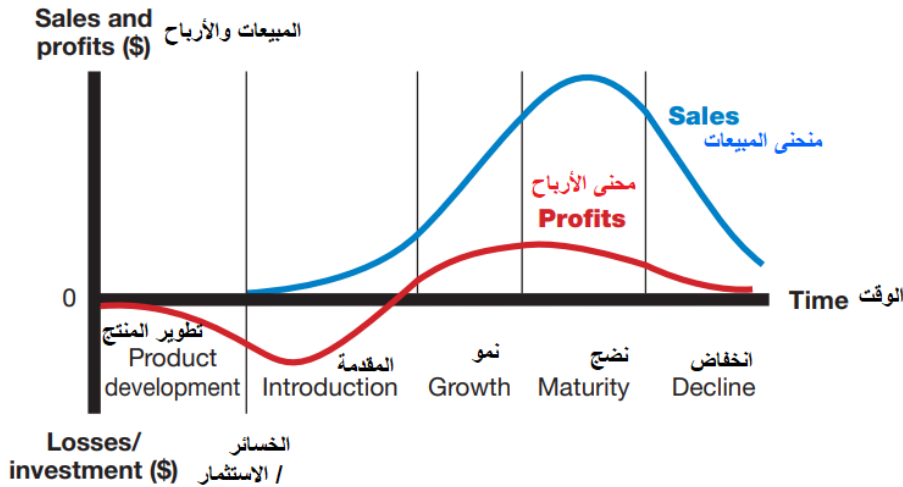 Sales and
profits ($) المبيعات والأرباح
Sales
منحنى المبيعات
محنى الأرباح
Profits
0
Time الوقت
تطوير المنتج
Product
development
المقدمة
Introduction
نمو
Growth
نضج
Maturity
انخفاض
Decline
Losses/
investment ($)
الخسائر
/ الاستثمار